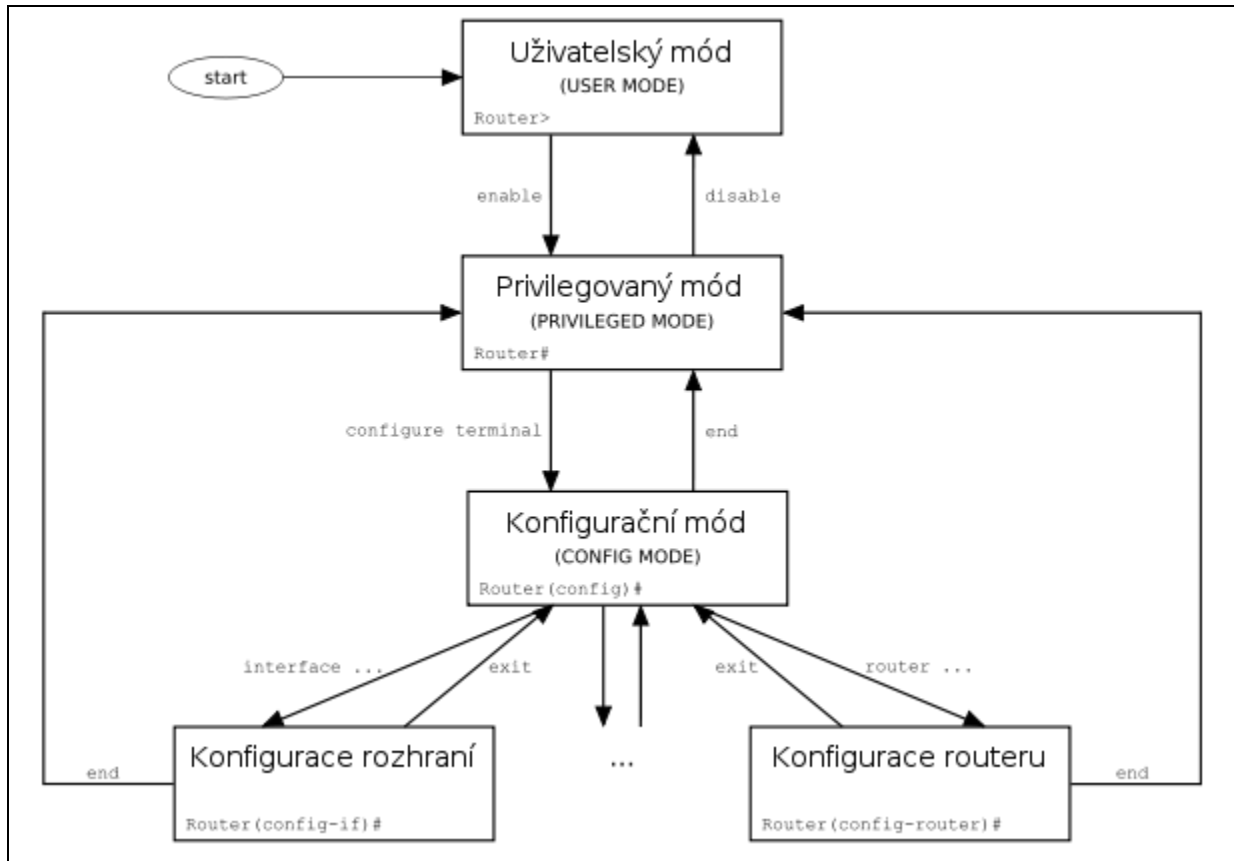 start
Uživatelský mód
(USER MODE)
Router>
enable
disable
Privilegovaný mód
(PRIVILEGED MODE)
Router#
configure terminal
end
Konfigurační mód
(CONFIG MODE)
Router(config)#
interface ...
exit
exit
router ...
Konfigurace rozhraní
...
Konfigurace routeru
end
end
Router(config-if)#
Router(config-router)#